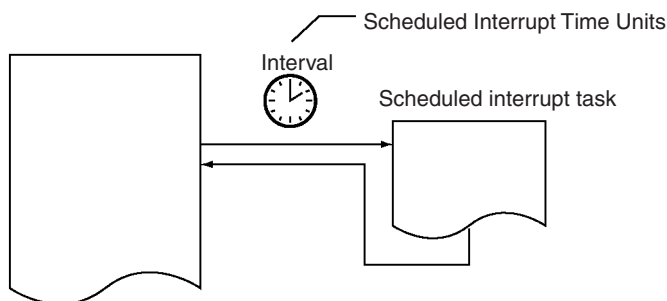 Scheduled Interrupt Time Units
Interval
Scheduled interrupt task